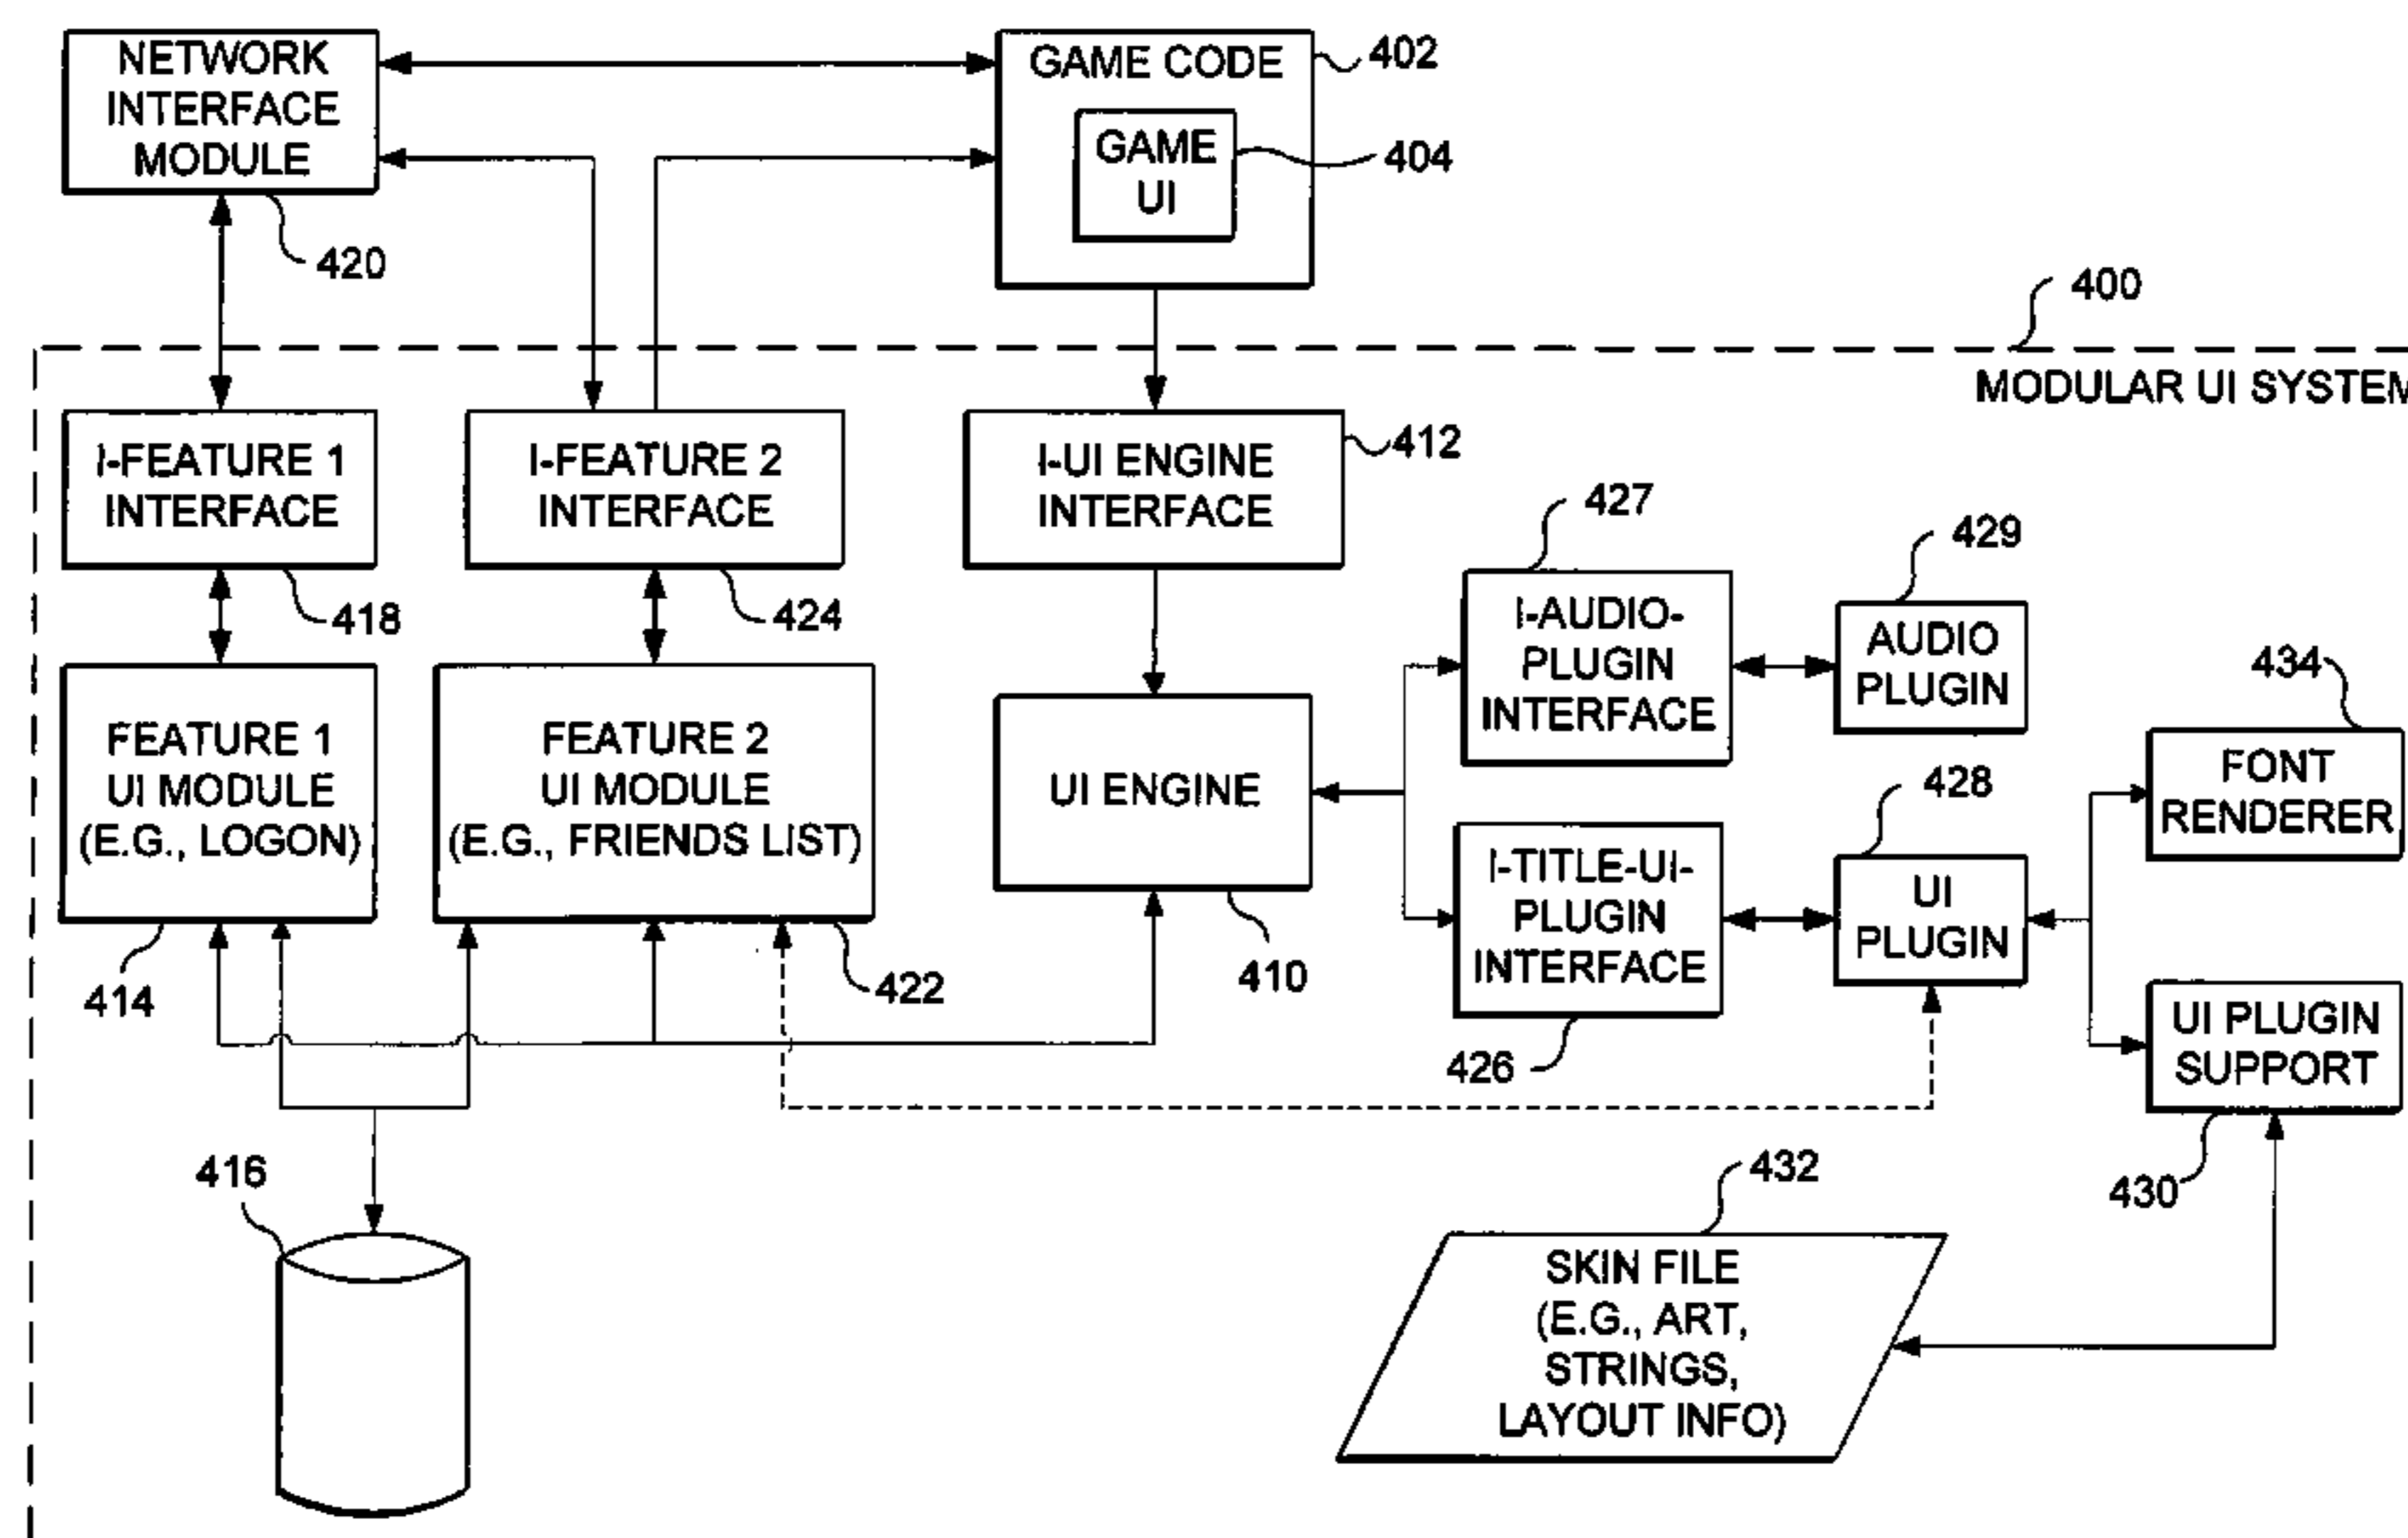 NETWORK
INTERFACE
MODULE
420
GAME CODE
402
GAME
UI
404
400
MODULAR UI SYSTEM
I-FEATURE 1
INTERFACE
418
I-FEATURE 2
INTERFACE
424
I-UI ENGINE
INTERFACE
412
427
I-AUDIO-
PLUGIN
INTERFACE
429
AUDIO
PLUGIN
434
FONT
RENDERER
FEATURE 1
UI MODULE
(E.G., LOGON)
414
FEATURE 2
UI MODULE
(E.G., FRIENDS LIST)
422
UI ENGINE
410
I-TITLE-UI-
PLUGIN
INTERFACE
426
428
UI
PLUGIN
UI PLUGIN
SUPPORT
430
416
432
SKIN FILE
(E.G., ART,
STRINGS,
LAYOUT INFO)